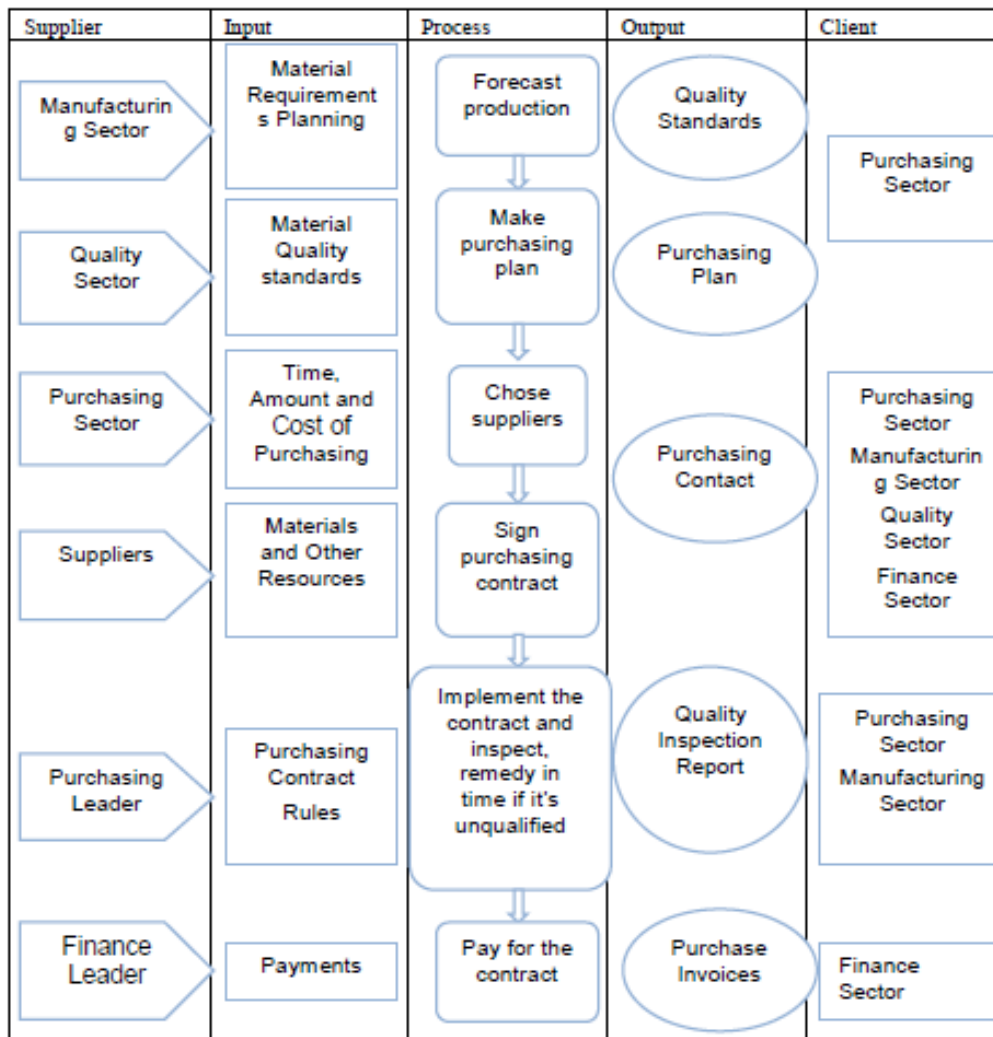 Supplier
Input
Process
Output
Client
Manufacturin
g Sector
Material
Requirement
s Planning
Forecast
production
Quality
Standards
Purchasing
Sector
Quality
Sector
Material
Quality
standards
Make
purchasing
plan
Purchasing
Plan
Purchasing
Sector
Time,
Amount and
Cost of
Purchasing
Chose
suppliers
Purchasing
Contact
Purchasing
Sector
Manufacturin
g Sector
Quality
Sector
Finance
Sector
Suppliers
Materials
and Other
Resources
Sign
purchasing
contract
Purchasing
Leader
Purchasing
Contract
Rules
Implement the
contract and
inspect,
remedy in
time if it's
unqualified
Quality
Inspection
Report
Purchasing
Sector
Manufacturing
Sector
Finance
Leader
Payments
Pay for the
contract
Purchase
Invoices
Finance
Sector